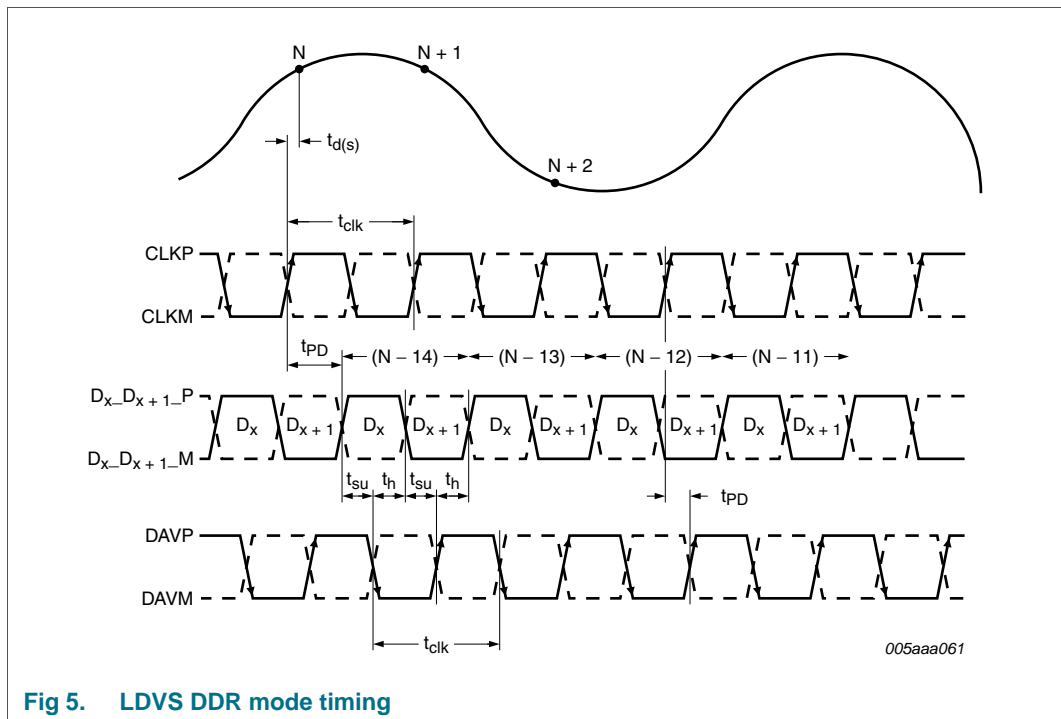 N
N + 1
t_d(s)
N + 2
t_clk
CLKP
CLKM
t_PD
(N − 14)
(N − 13)
(N − 12)
(N − 11)
D_x_D_x + 1_P
D_x
D_x + 1
D_x
D_x + 1
D_x
D_x + 1
D_x
D_x + 1
D_x
D_x + 1
D_x_D_x + 1_M
t_su
t_h
t_su
t_h
t_PD
DAVP
DAVM
t_clk
005aaa061
Fig 5. LDVS DDR mode timing